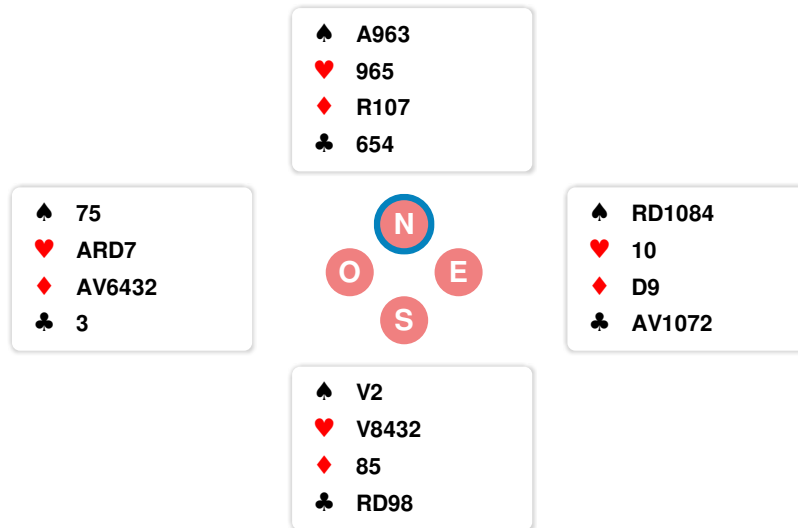 ♠ A963
♥ 965
♦ R107
♣ 654
♠ 75
♥ ARD7
♦ AV6432
♣ 3
N
O E
S
♠ RD1084
♥ 10
♦ D9
♣ AV1072
♠ V2
♥ V8432
♦ 85
♣ RD98